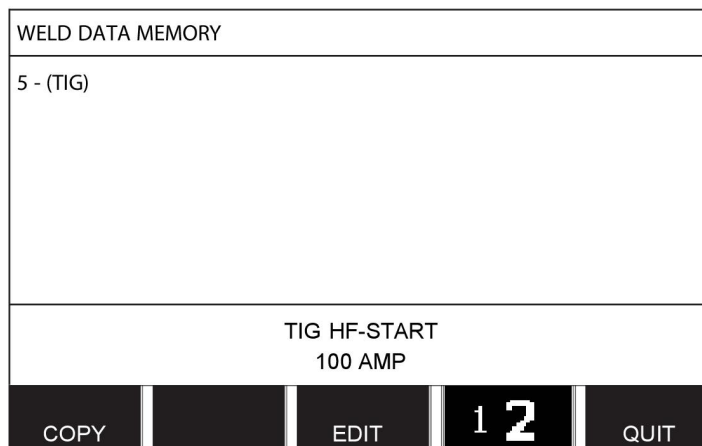 WELD DATA MEMORY
5 - (TIG)
TIG HF-START
100 AMP
COPY EDIT 1 2 QUIT